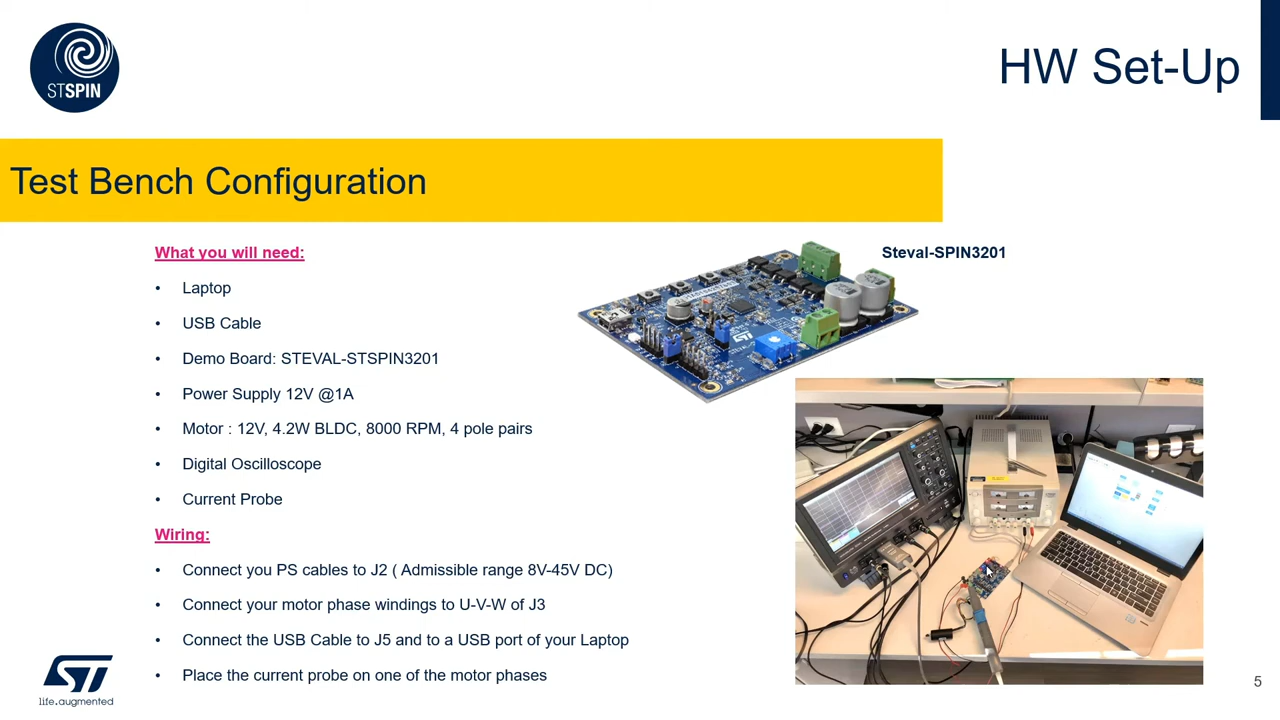 STSPIN
HW Set-Up
Test Bench Configuration
What you will need:
Steval-SPIN3201
• Laptop
• USB Cable
• Demo Board: STEVAL-STSPIN3201
• Power Supply 12V @1A
• Motor : 12V, 4.2W BLDC, 8000 RPM, 4 pole pairs
• Digital Oscilloscope
• Current Probe
Wiring:
• Connect you PS cables to J2 ( Admissible range 8V-45V DC)
• Connect your motor phase windings to U-V-W of J3
• Connect the USB Cable to J5 and to a USB port of your Laptop
• Place the current probe on one of the motor phases
ST
life.augmented
5